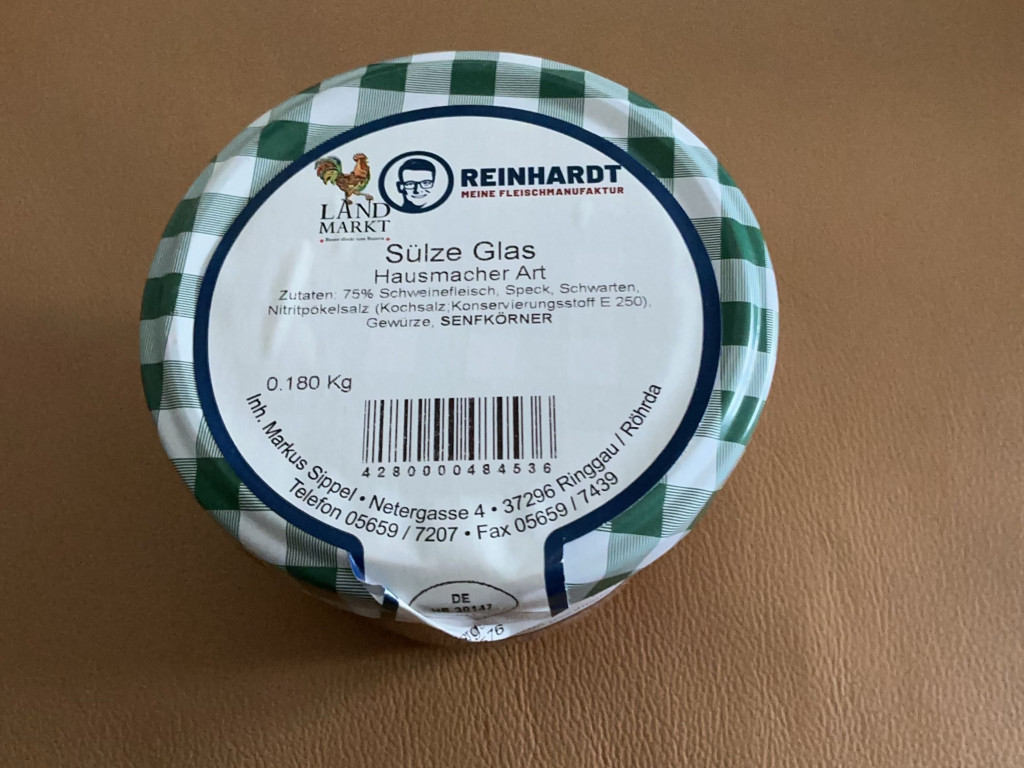 LAND
MARKT
REINHARDT
MEINE FLEISCHMANUFAKTUR
Sülze Glas
Hausmacher Art
Zutaten: 75% Schweinefleisch, Speck, Schwarten,
Nitritpökelsalz (Kochsalz;Konservierungsstoff E 250),
Gewürze, SENFKÖRNER
0.180 Kg
4280000484536
Inh. Markus Sippel • Netergasse 4 • 37296 Ringgau / Röhrda
Telefon 05659 / 7207 • Fax 05659 / 7439
DE